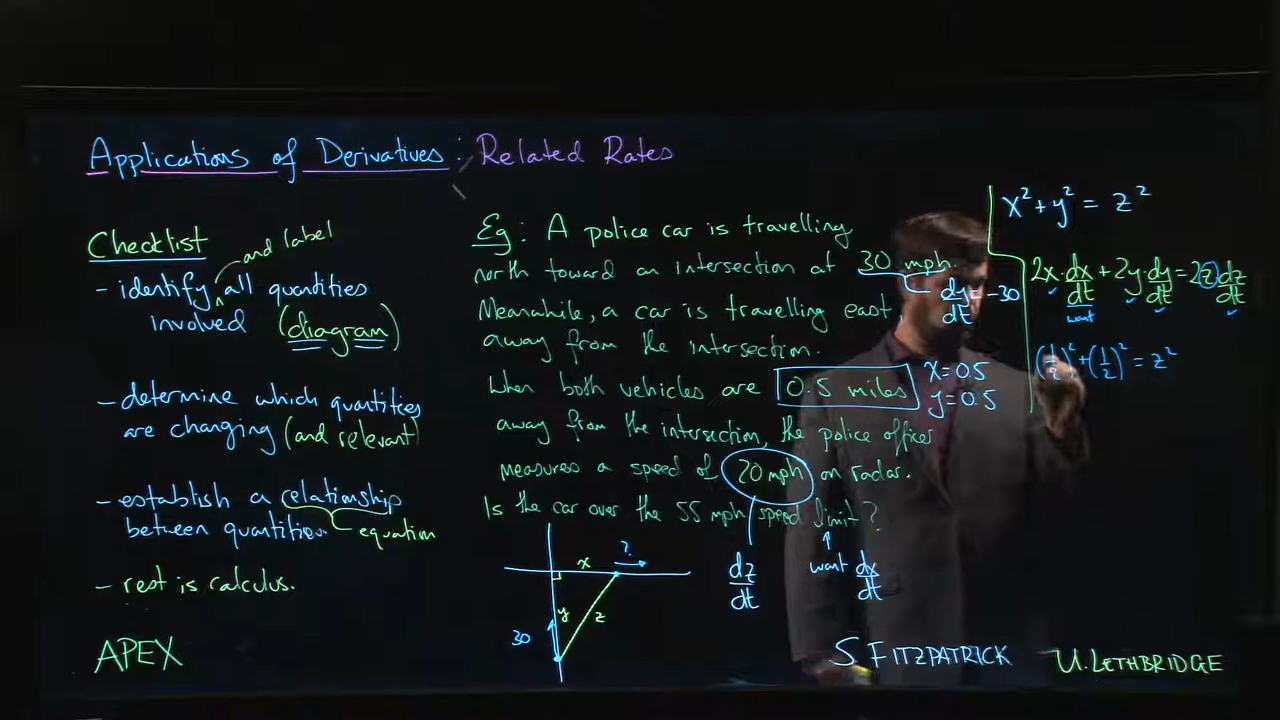 Applications of Derivatives: Related Rates
Checklist
and label
- identify all quantities
involved (diagram)
- determine which quantities
are changing (and relevant)
- establish a relationship
between quantities equation
- rest is calculus.
APEX
Eg: A police car is travelling
north toward an intersection at 30 mph.
dy/dt = -30
Meanwhile, a car is travelling east,
away from the intersection.
When both vehicles are 0.5 miles
x = 0.5
y = 0.5
away from the intersection, the police officer
measures a speed of 20 mph on radar.
Is the car over the 55 mph speed limit?
dz/dt
want dx/dt
?
x
y
z
30
x² + y² = z²
2x·dx/dt + 2y·dy/dt = 2z dz/dt
want
(1/2)² + (1/2)² = z²
S FITZPATRICK
U. LETHBRIDGE